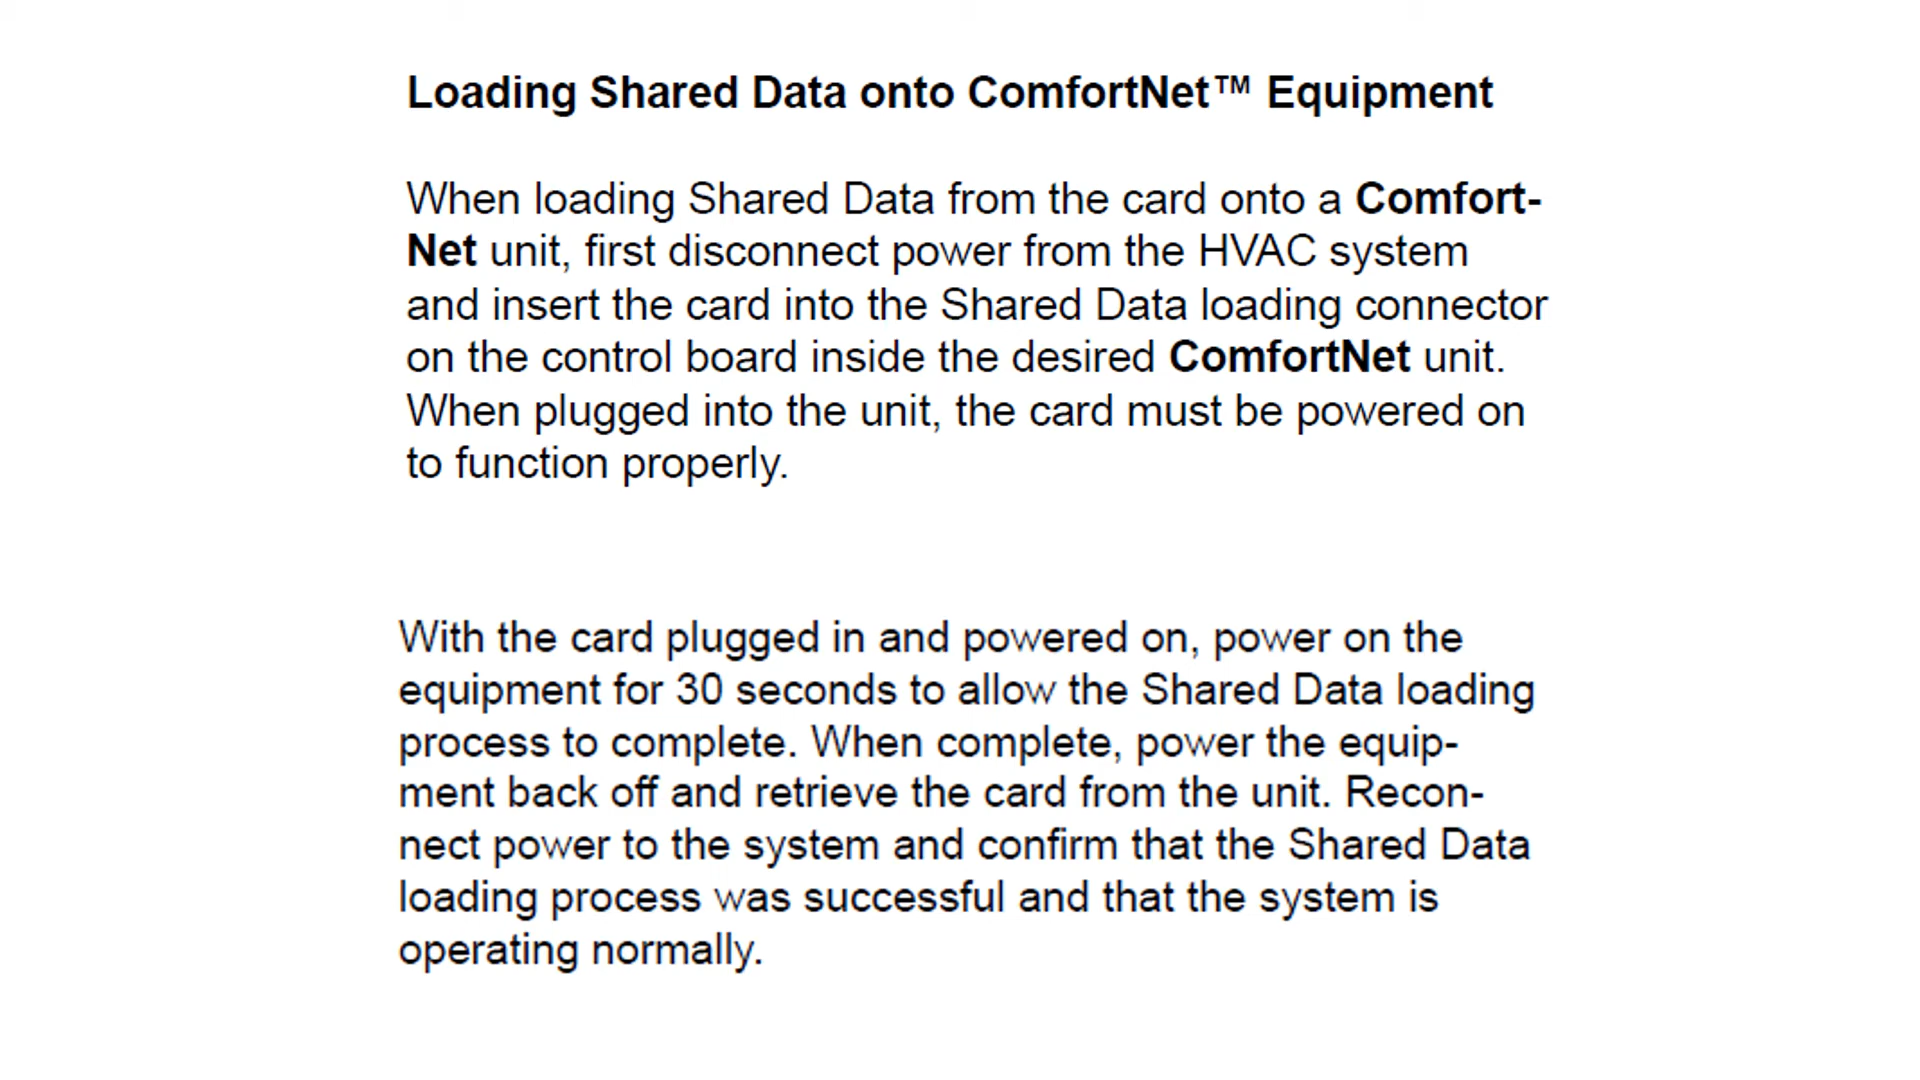 Loading Shared Data onto ComfortNet™ Equipment
When loading Shared Data from the card onto a Comfort-
Net unit, first disconnect power from the HVAC system
and insert the card into the Shared Data loading connector
on the control board inside the desired ComfortNet unit.
When plugged into the unit, the card must be powered on
to function properly.
With the card plugged in and powered on, power on the
equipment for 30 seconds to allow the Shared Data loading
process to complete. When complete, power the equip-
ment back off and retrieve the card from the unit. Recon-
nect power to the system and confirm that the Shared Data
loading process was successful and that the system is
operating normally.